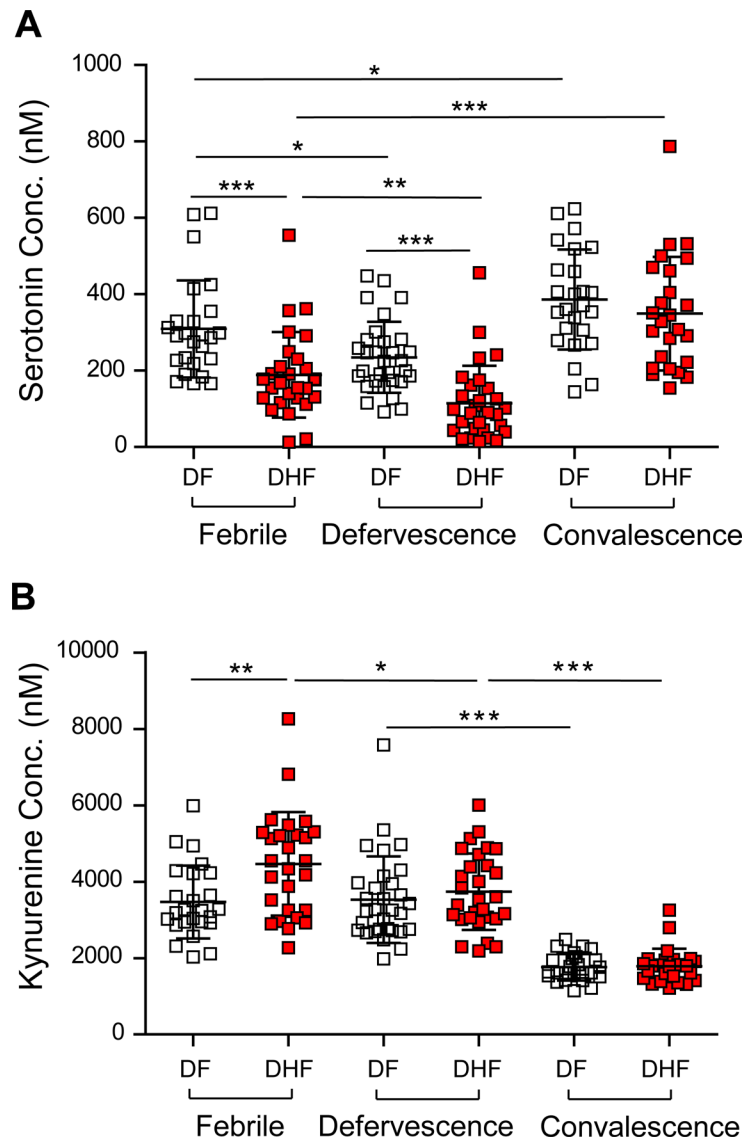 A
Serotonin Conc. (nM)
1000
800
600
400
200
0
*
***
*
***
**
***
DF DHF DF DHF DF DHF
Febrile Defervescence Convalescence
B
Kynurenine Conc. (nM)
10000
8000
6000
4000
2000
0
** * ***
***
DF DHF DF DHF DF DHF
Febrile Defervescence Convalescence